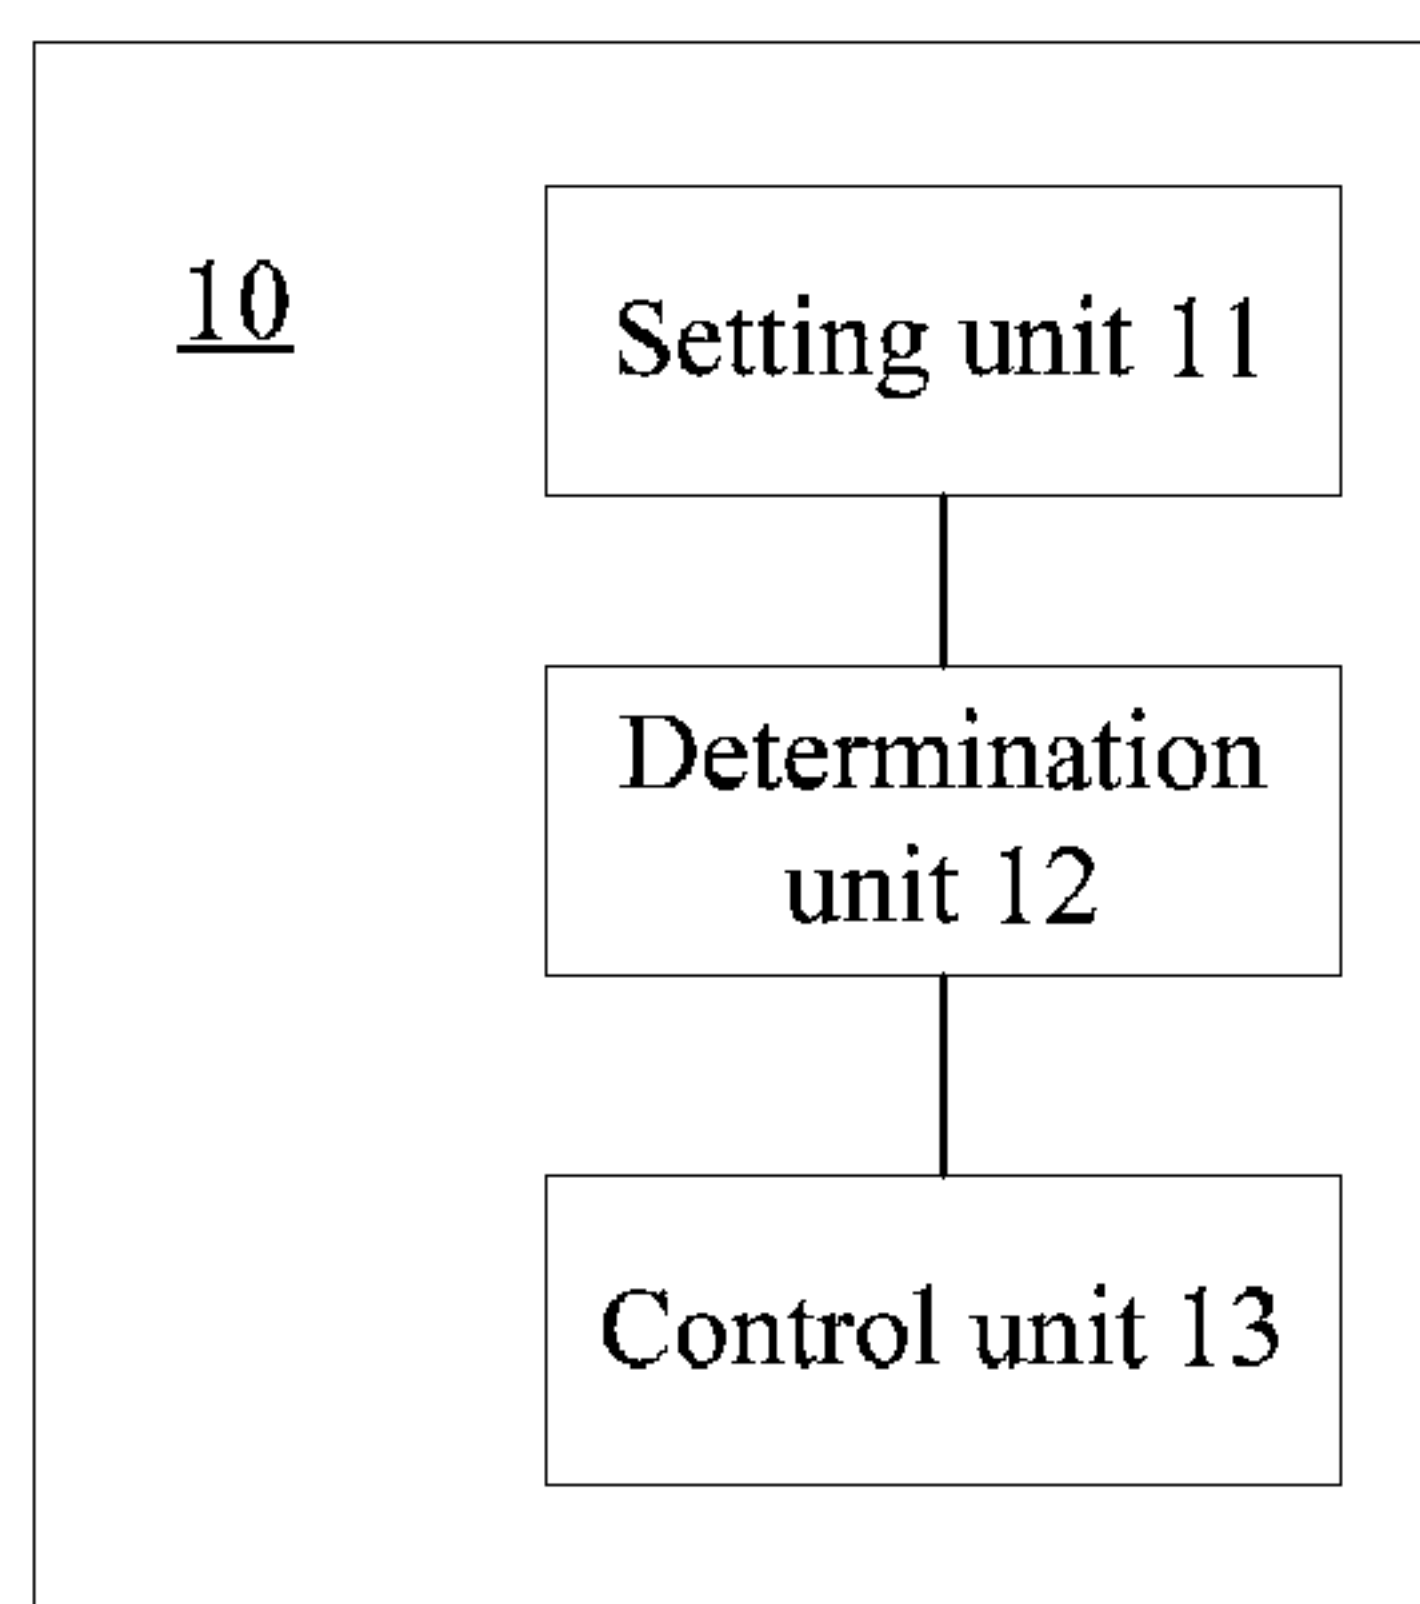 10
Setting unit 11
Determination
unit 12
Control unit 13